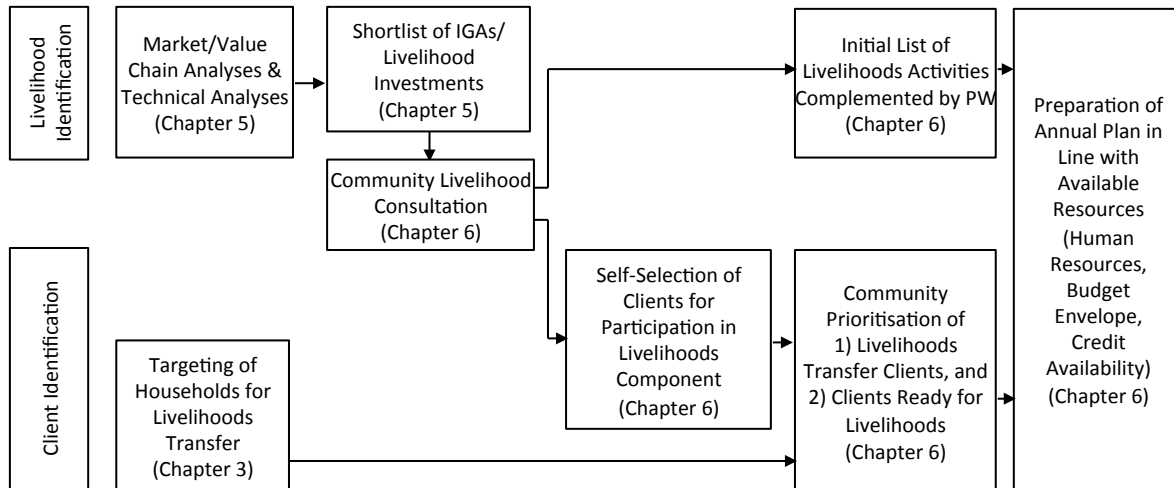 Livelihood
Identification
Market/Value
Chain Analyses &
Technical Analyses
(Chapter 5)
Shortlist of IGAs/
Livelihood
Investments
(Chapter 5)
Community Livelihood
Consultation
(Chapter 6)
Initial List of
Livelihoods Activities
Complemented by PW
(Chapter 6)
Preparation of
Annual Plan in
Line with
Available
Resources
(Human
Resources,
Budget
Envelope,
Credit
Availability)
(Chapter 6)
Client Identification
Targeting of
Households for
Livelihoods
Transfer
(Chapter 3)
Self-Selection of
Clients for
Participation in
Livelihoods
Component
(Chapter 6)
Community
Prioritisation of
1) Livelihoods
Transfer Clients, and
2) Clients Ready for
Livelihoods
(Chapter 6)